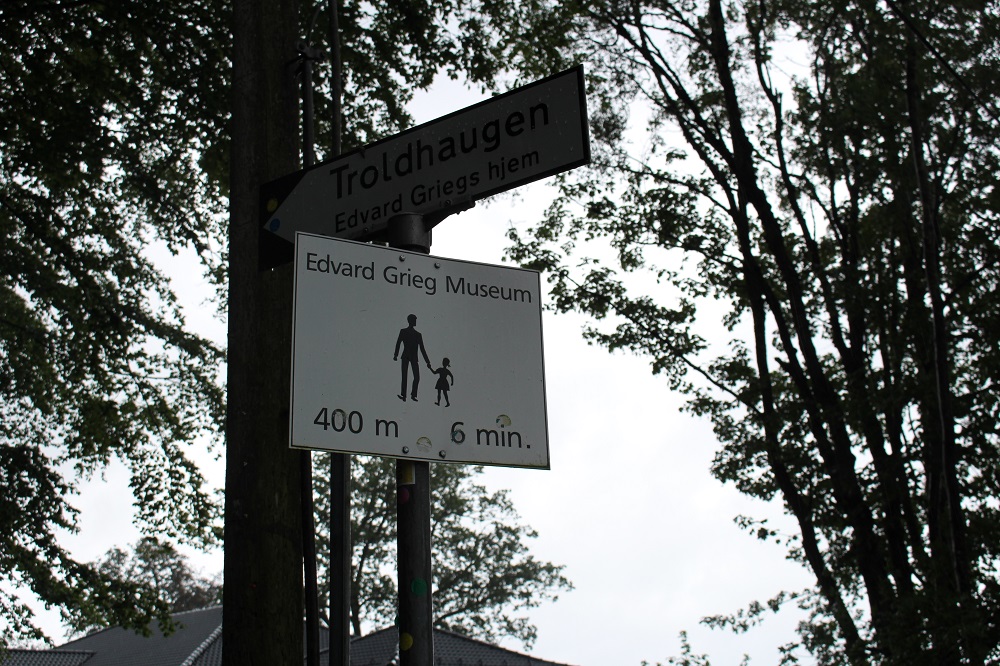 Troldhaugen
Edvard Griegs hjem
Edvard Grieg Museum
400 m 6 min.